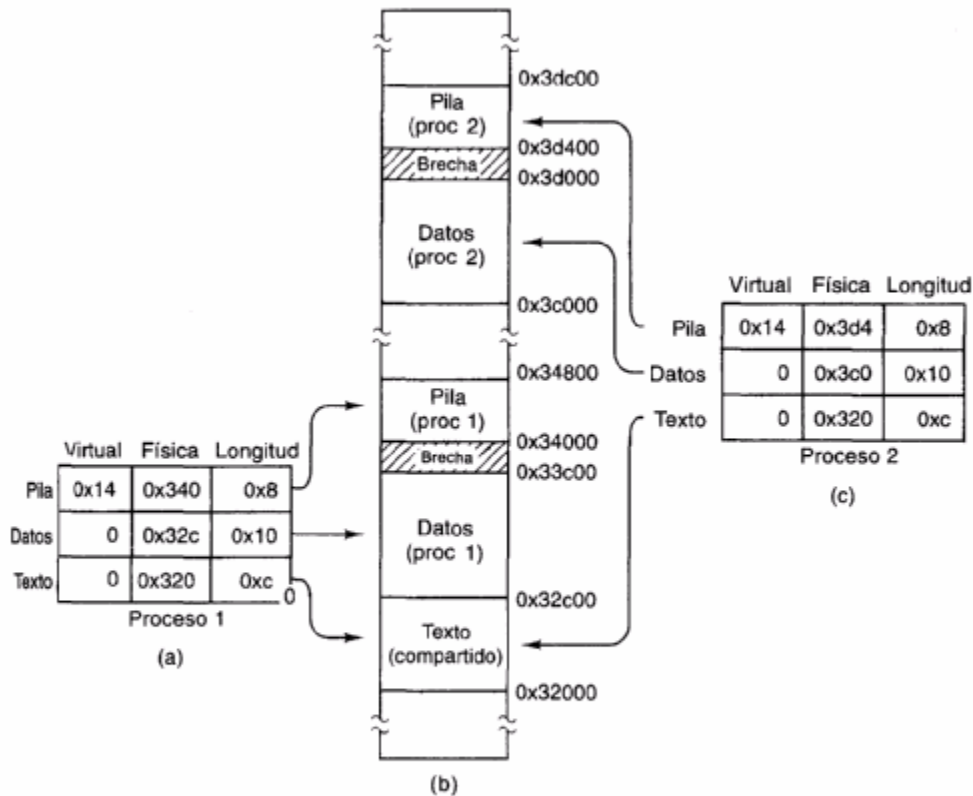 0x3dc00
Pila
(proc 2)
0x3d400
Brecha
0x3d000
Datos
(proc 2)
0x3c000
Virtual Física Longitud
Pila 0x14 0x3d4 0x8
Datos 0 0x3c0 0x10
Texto 0 0x320 0xc
Proceso 2
(c)
0x34800
Pila
(proc 1)
0x34000
Brecha
0x33c00
Datos
(proc 1)
0x32c00
Texto
(compartido)
0x32000
(b)
Virtual Física Longitud
Pila 0x14 0x340 0x8
Datos 0 0x32c 0x10
Texto 0 0x320 0xc
0
Proceso 1
(a)